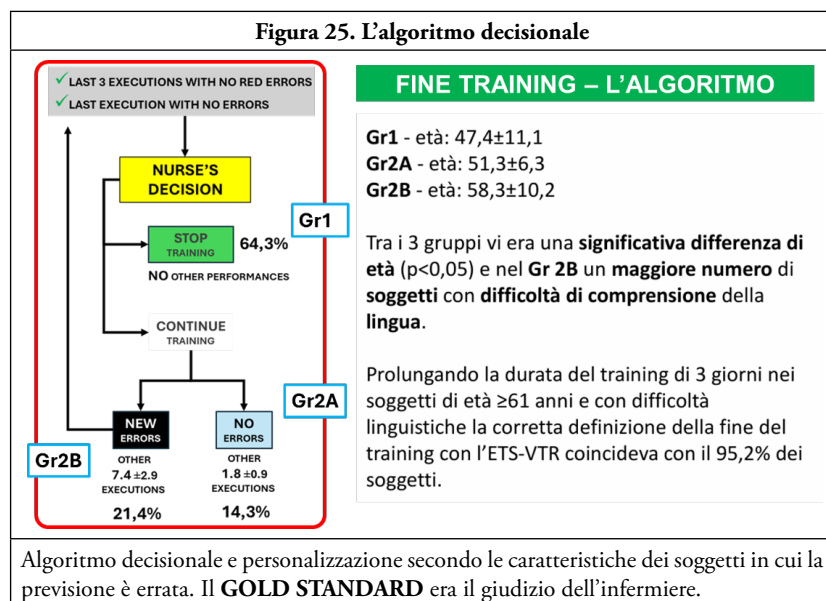 Figura 25. L'algoritmo decisionale
✓LAST 3 EXECUTIONS WITH NO RED ERRORS
✓LAST EXECUTION WITH NO ERRORS
NURSE'S
DECISION
Gr1
STOP
TRAINING
64,3%
NO OTHER PERFORMANCES
CONTINUE
TRAINING
Gr2A
NEW
ERRORS
NO
ERRORS
Gr2B
OTHER
7.4 ±2.9
EXECUTIONS
21,4%
OTHER
1.8 ±0.9
EXECUTIONS
14,3%
FINE TRAINING – L'ALGORITMO
Gr1 - età: 47,4±11,1
Gr2A - età: 51,3±6,3
Gr2B - età: 58,3±10,2
Tra i 3 gruppi vi era una significativa differenza di
età (p<0,05) e nel Gr 2B un maggiore numero di
soggetti con difficoltà di comprensione della
lingua.
Prolungando la durata del training di 3 giorni nei
soggetti di età ≥61 anni e con difficoltà
linguistiche la corretta definizione della fine del
training con l'ETS-VTR coincideva con il 95,2% dei
soggetti.
Algoritmo decisionale e personalizzazione secondo le caratteristiche dei soggetti in cui la
previsione è errata. Il GOLD STANDARD era il giudizio dell'infermiere.